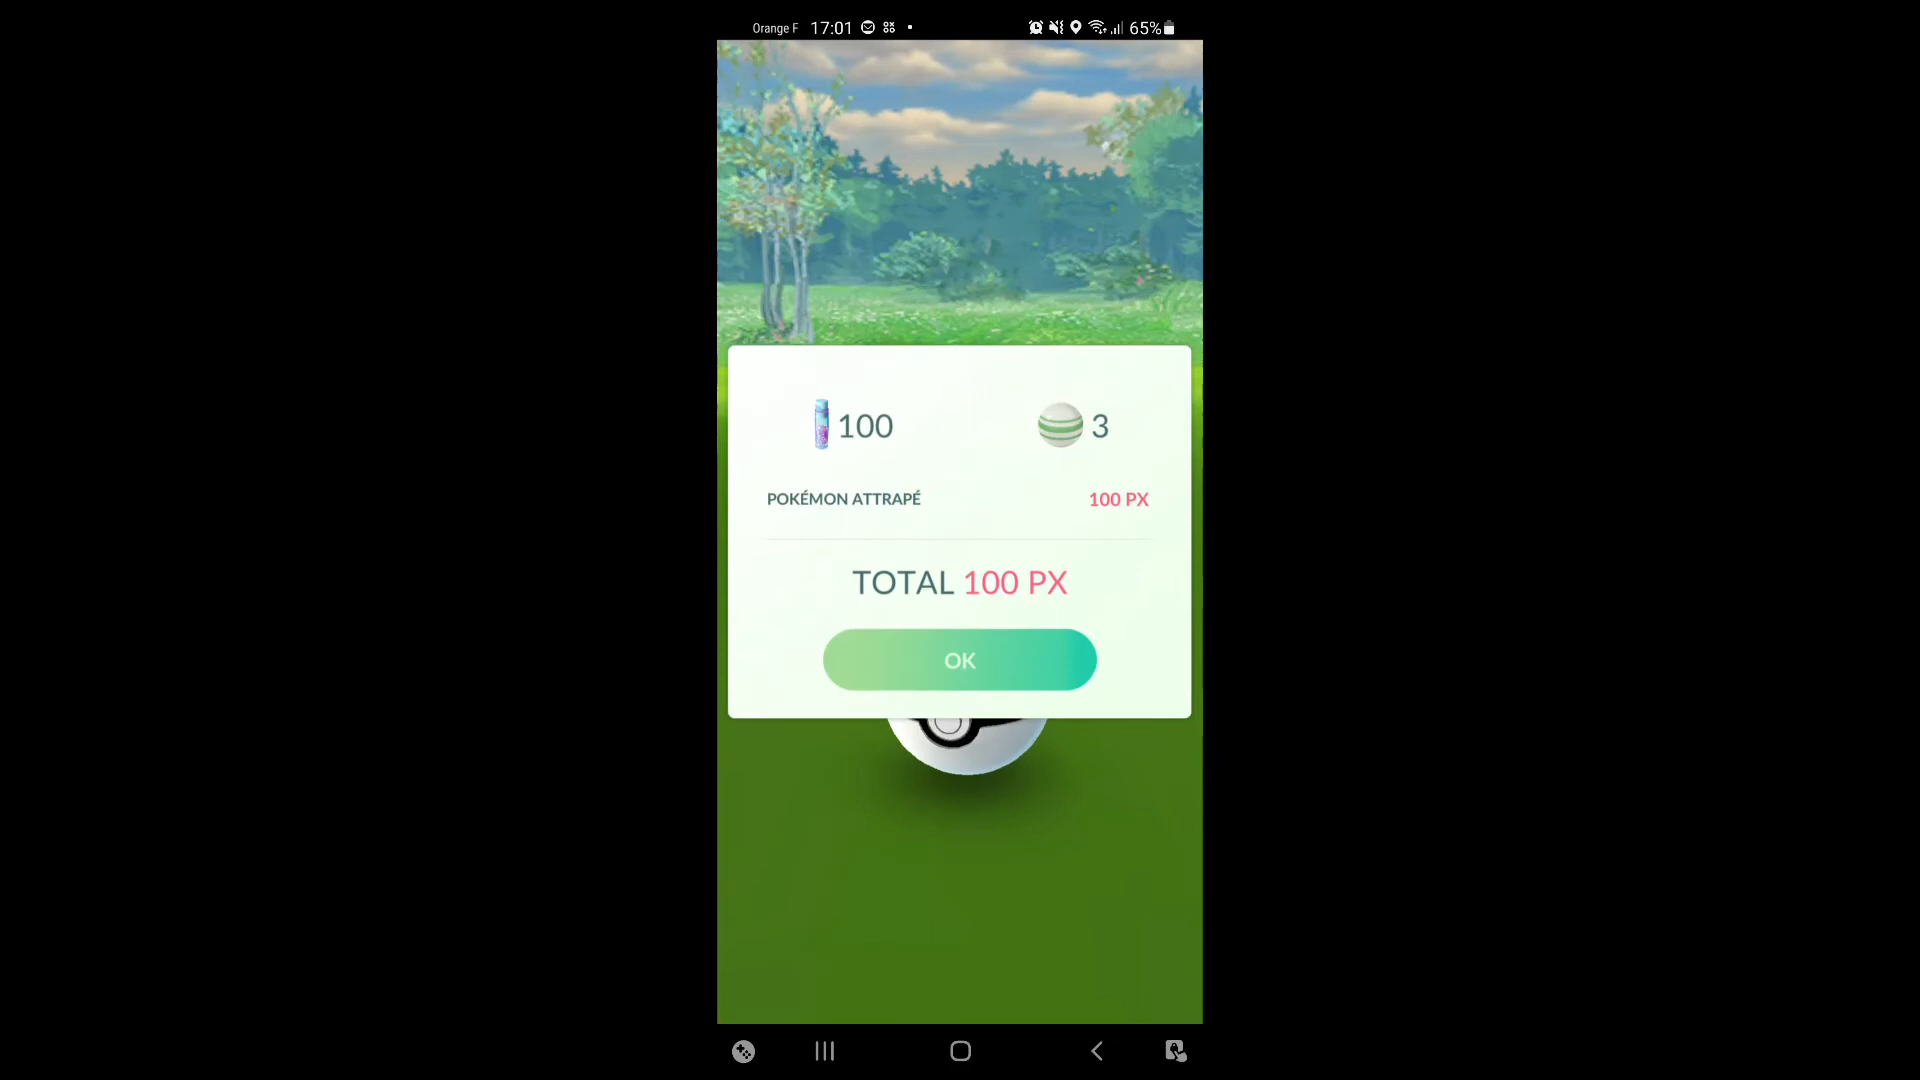 Orange F 17:01 65%
100 3
POKÉMON ATTRAPÉ 100 PX
TOTAL 100 PX
OK